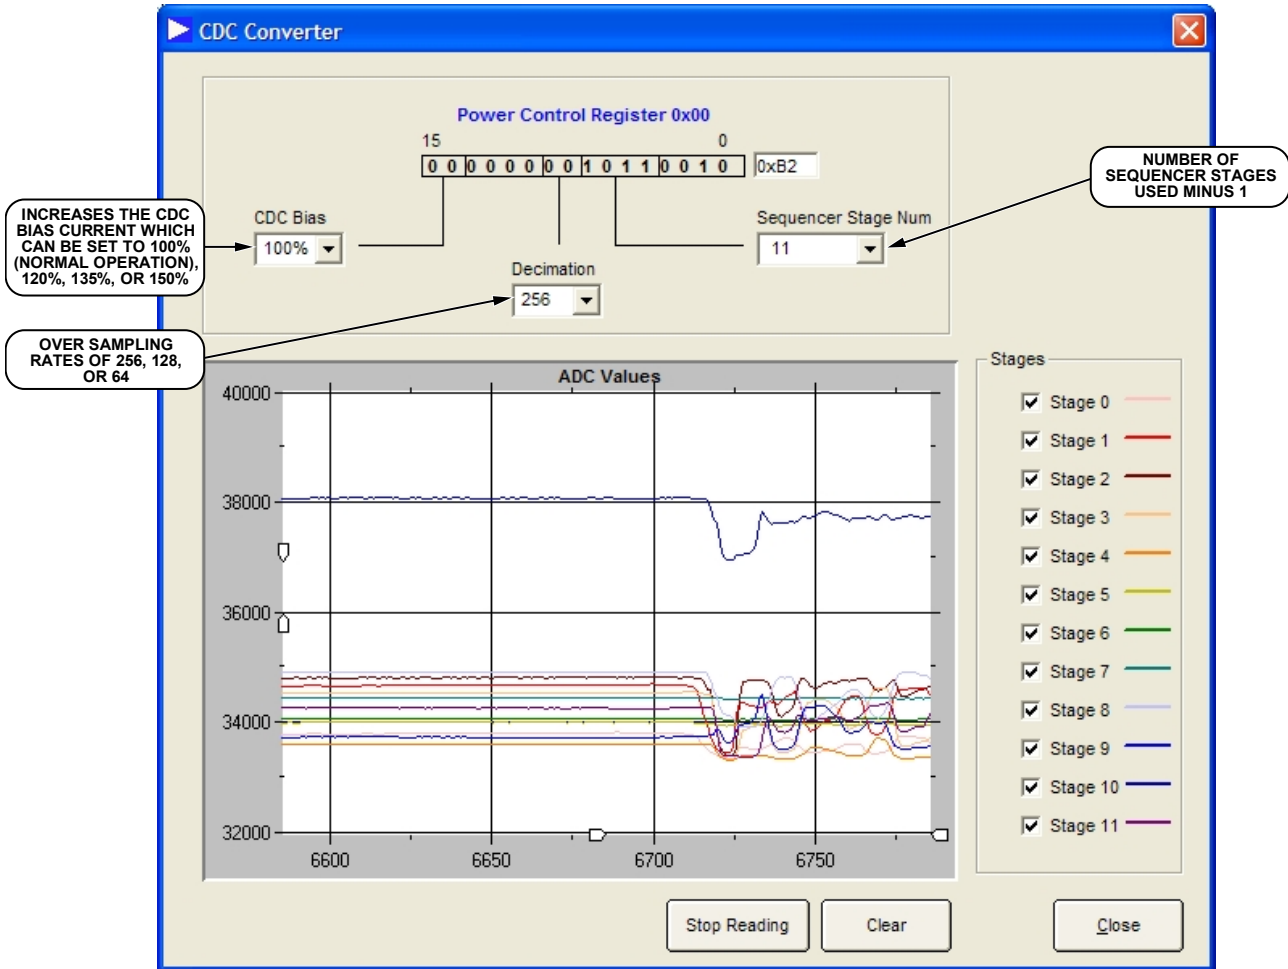 CDC Converter
Power Control Register 0x00
15 0
0 0 0 0 0 0 0 0 1 0 1 1 0 0 1 0 0xB2
NUMBER OF
SEQUENCER STAGES
USED MINUS 1
INCREASES THE CDC
BIAS CURRENT WHICH
CAN BE SET TO 100%
(NORMAL OPERATION),
120%, 135%, OR 150%
CDC Bias
100%
Sequencer Stage Num
11
Decimation
256
OVER SAMPLING
RATES OF 256, 128,
OR 64
ADC Values
40000
38000
36000
34000
32000
6600 6650 6700 6750
Stages
Stage 0
Stage 1
Stage 2
Stage 3
Stage 4
Stage 5
Stage 6
Stage 7
Stage 8
Stage 9
Stage 10
Stage 11
Stop Reading Clear Close